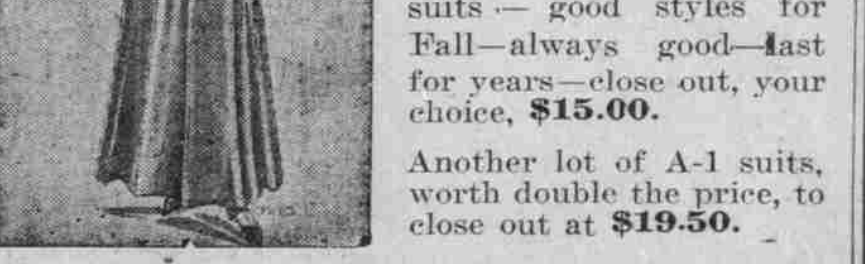 suits — good styles for
Fall—always good—last
for years—close out, your
choice, $15.00.
Another lot of A-1 suits,
worth double the price, to
close out at $19.50.